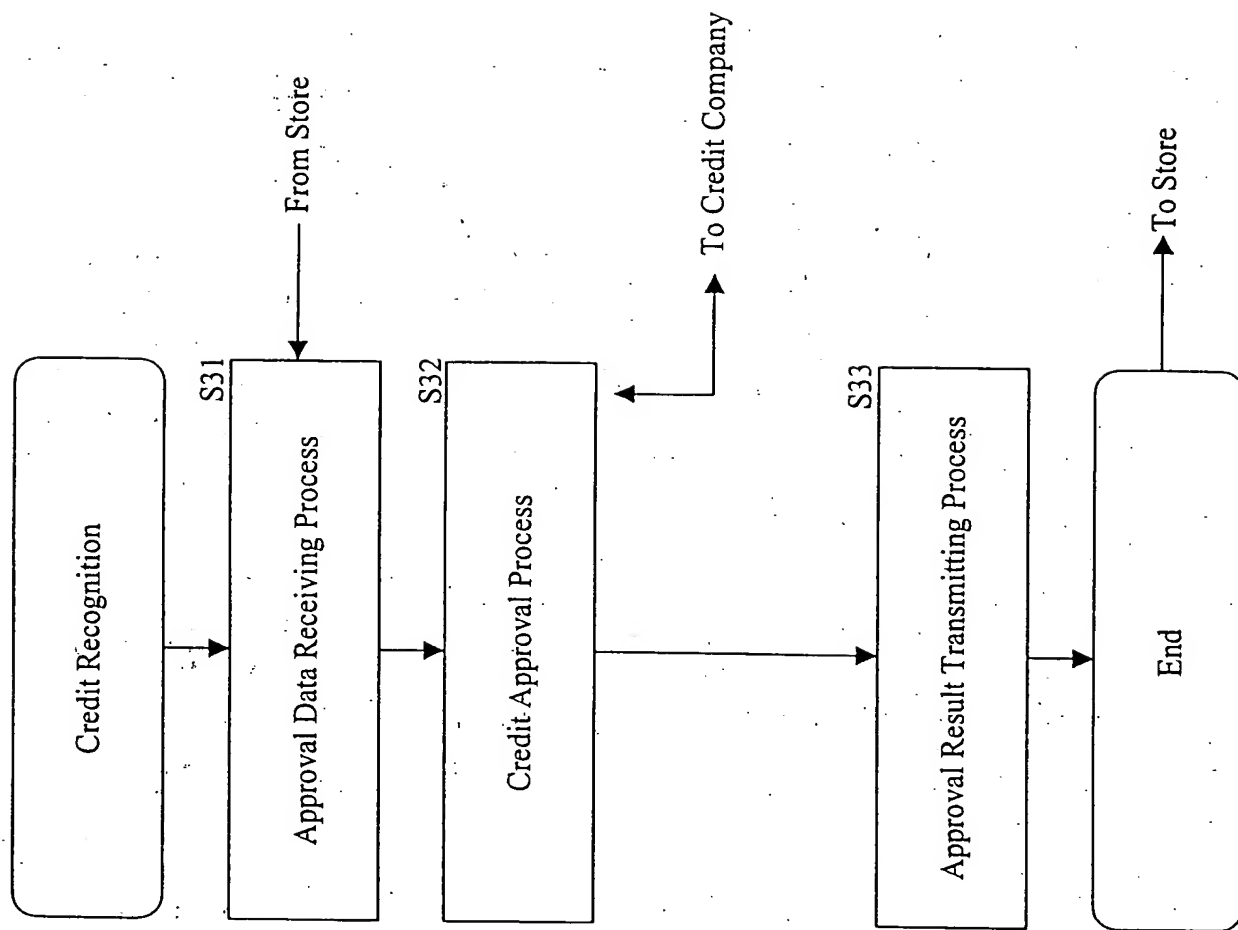 Credit Recognition
S31
Approval Data Receiving Process
From Store
S32
Credit Approval Process
To Credit Company
S33
Approval Result Transmitting Process
End
To Store